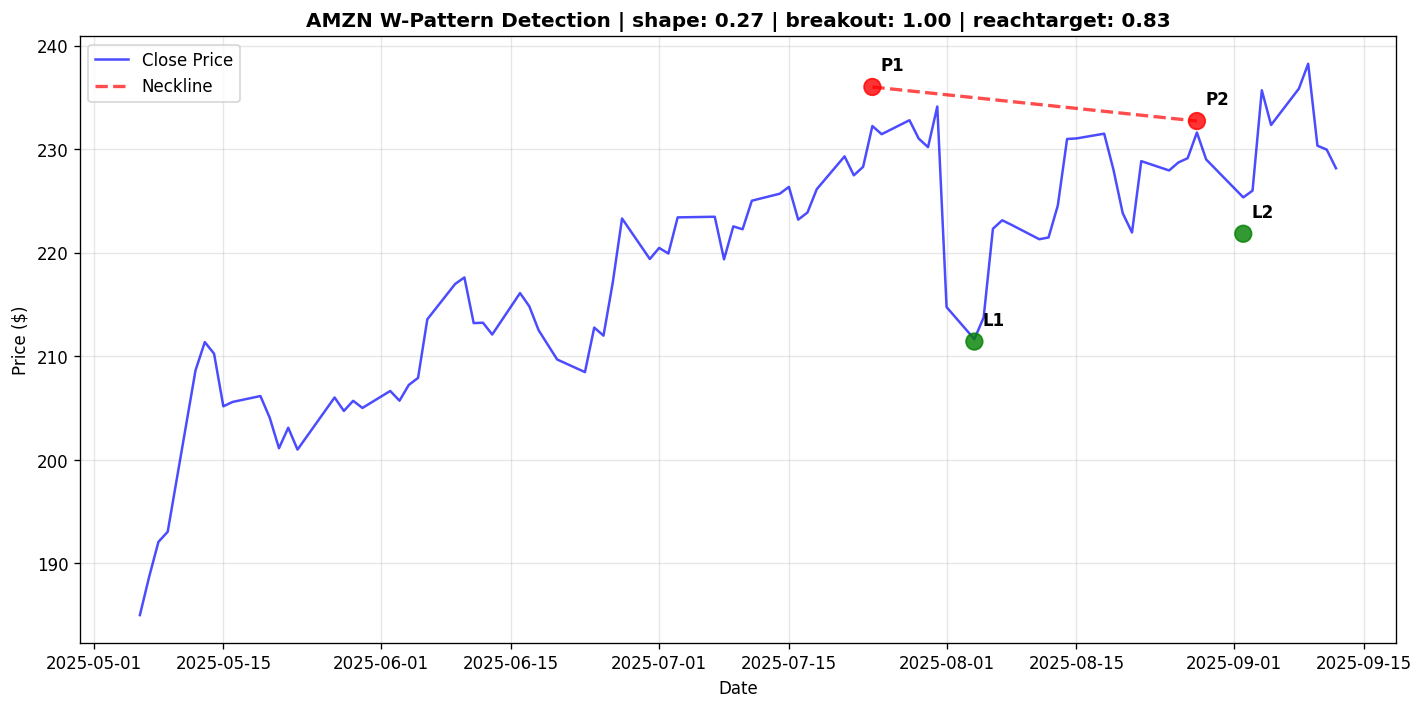 AMZN W-Pattern Detection | shape: 0.27 | breakout: 1.00 | reachtarget: 0.83
Close Price
Neckline
P1
P2
L1
L2
240
230
220
210
200
190
Price ($)
2025-05-01 2025-05-15 2025-06-01 2025-06-15 2025-07-01 2025-07-15 2025-08-01 2025-08-15 2025-09-01 2025-09-15
Date